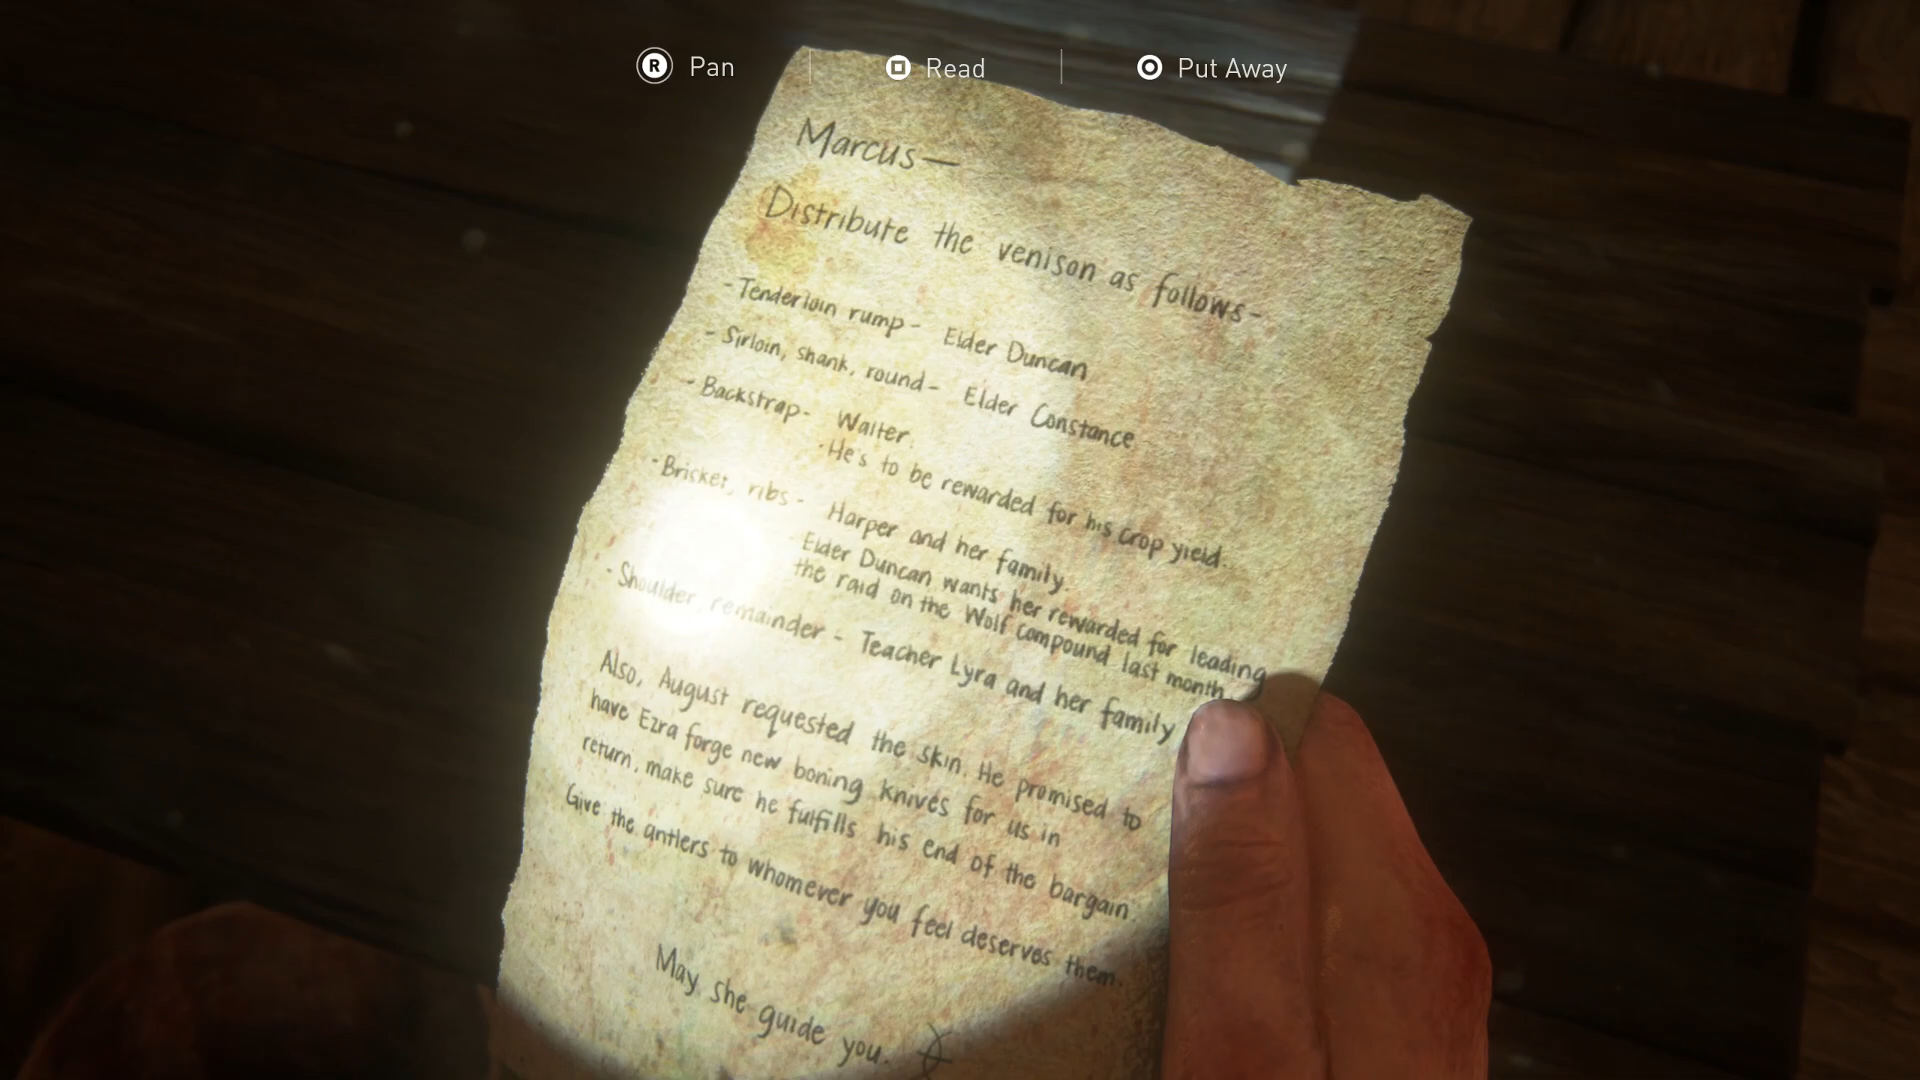 Pan
Read
Put Away
Marcus—
Distribute the venison as follows-
- Tenderloin rump - Elder Duncan
- Sirloin, shank, round - Elder Constance
- Backstrap - Walter.
· He's to be rewarded for his crop yield.
- Bricket, ribs - Harper and her family.
Elder Duncan wants her rewarded for leading
the raid on the Wolf compound last month
- Shoulder, remainder - Teacher Lyra and her family
Also, August requested the skin. He promised to
have Ezra forge new boning knives for us in
return, make sure he fulfills his end of the bargain.
Give the antlers to whomever you feel deserves them.
May she guide you.